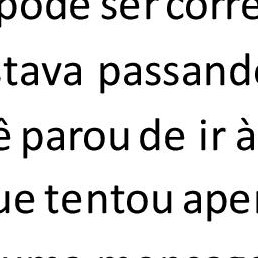 pode ser corre
stava passand
ê parou de ir à
ue tentou aper